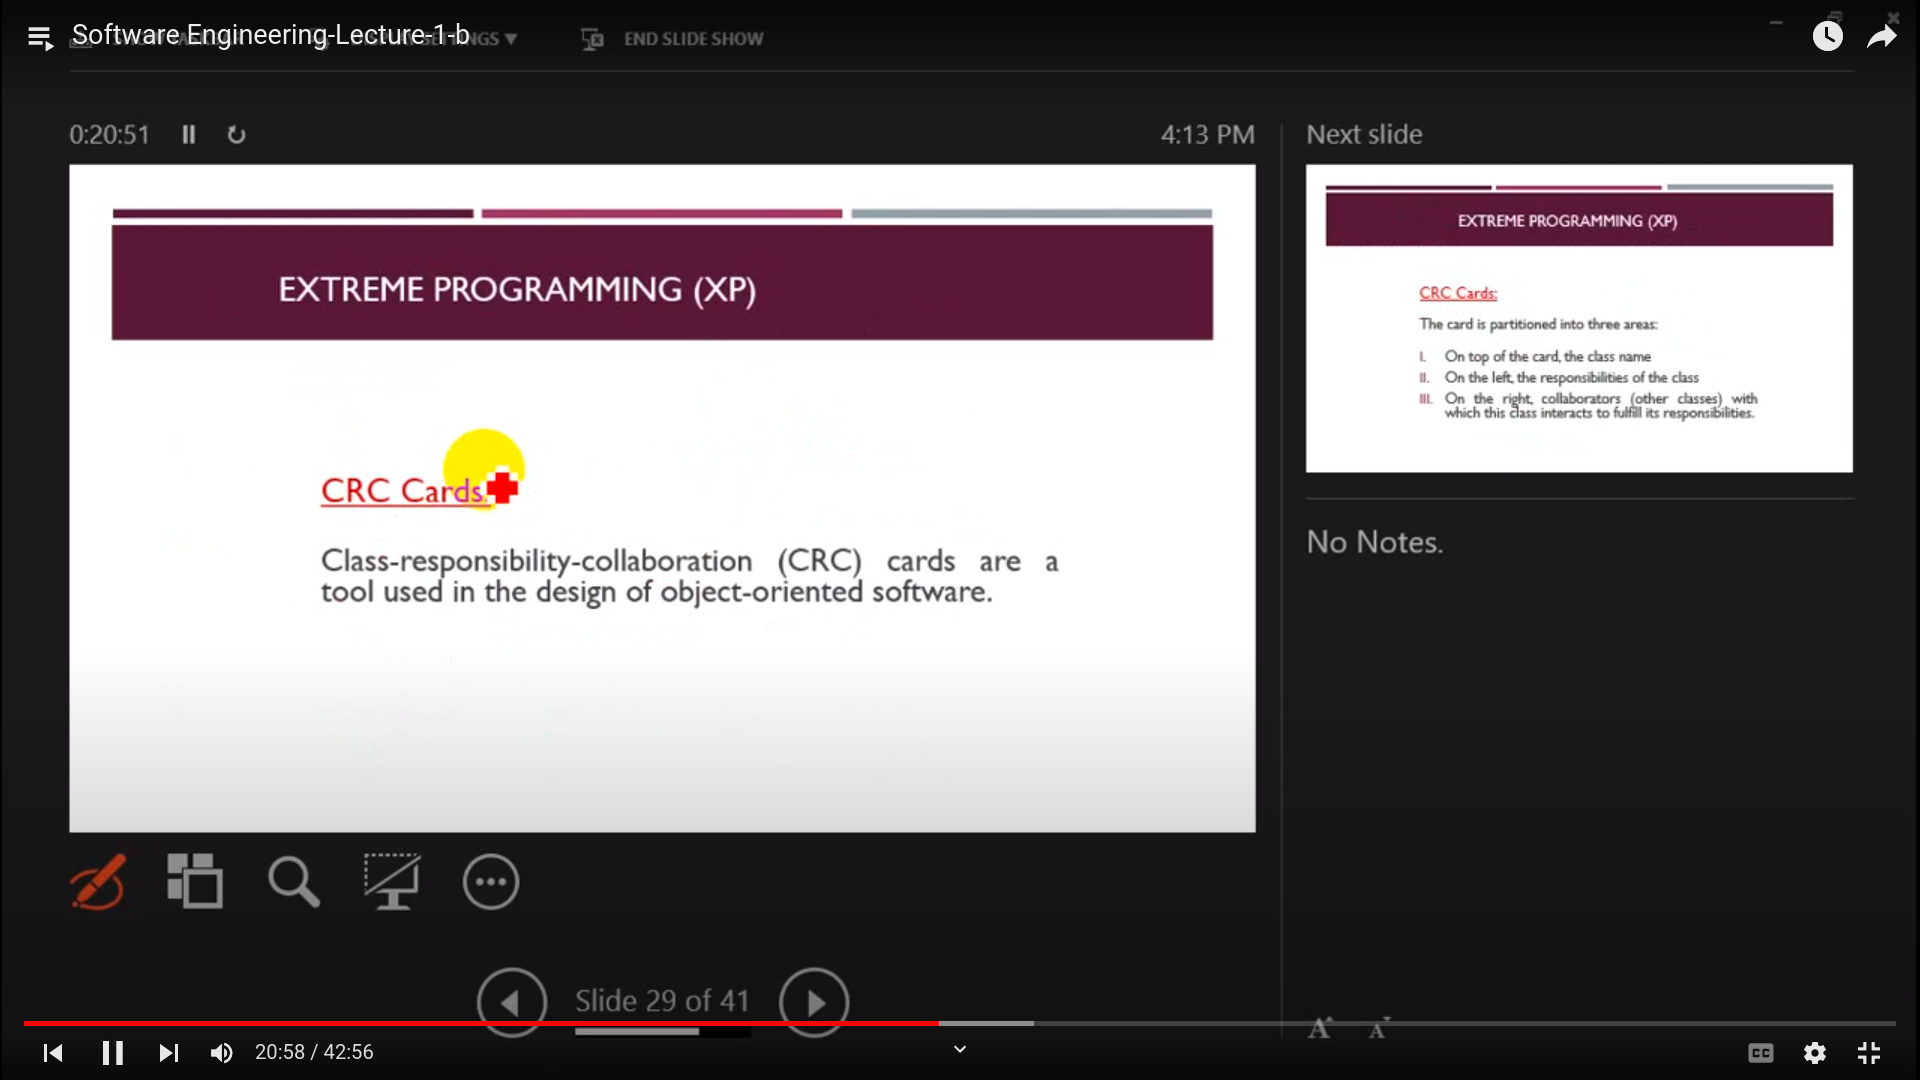 Software Engineering-Lecture-1-b
END SLIDE SHOW
0:20:51
4:13 PM
EXTREME PROGRAMMING (XP)
CRC Cards
Class-responsibility-collaboration (CRC) cards are a
tool used in the design of object-oriented software.
Next slide
EXTREME PROGRAMMING (XP)
CRC Cards:
The card is partitioned into three areas:
I. On top of the card, the class name
II. On the left, the responsibilities of the class
III. On the right, collaborators (other classes) with
which this class interacts to fulfill its responsibilities.
No Notes.
Slide 29 of 41
A A
20:58 / 42:56
CC